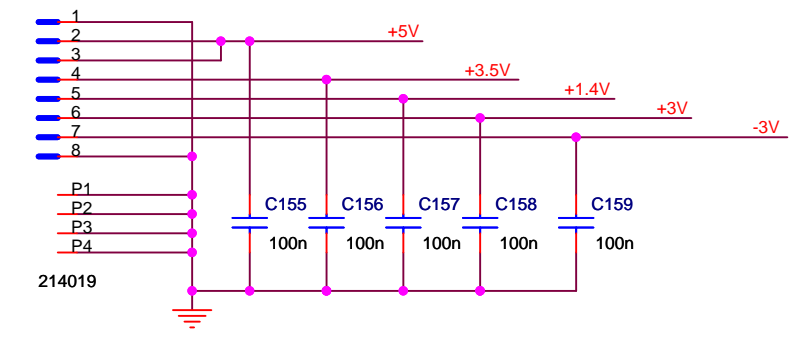 1
2
+5V
3
4
+3.5V
5
+1.4V
6
+3V
7
-3V
8
P1
P2
P3
P4
C155 C156 C157 C158 C159
100n 100n 100n 100n 100n
214019